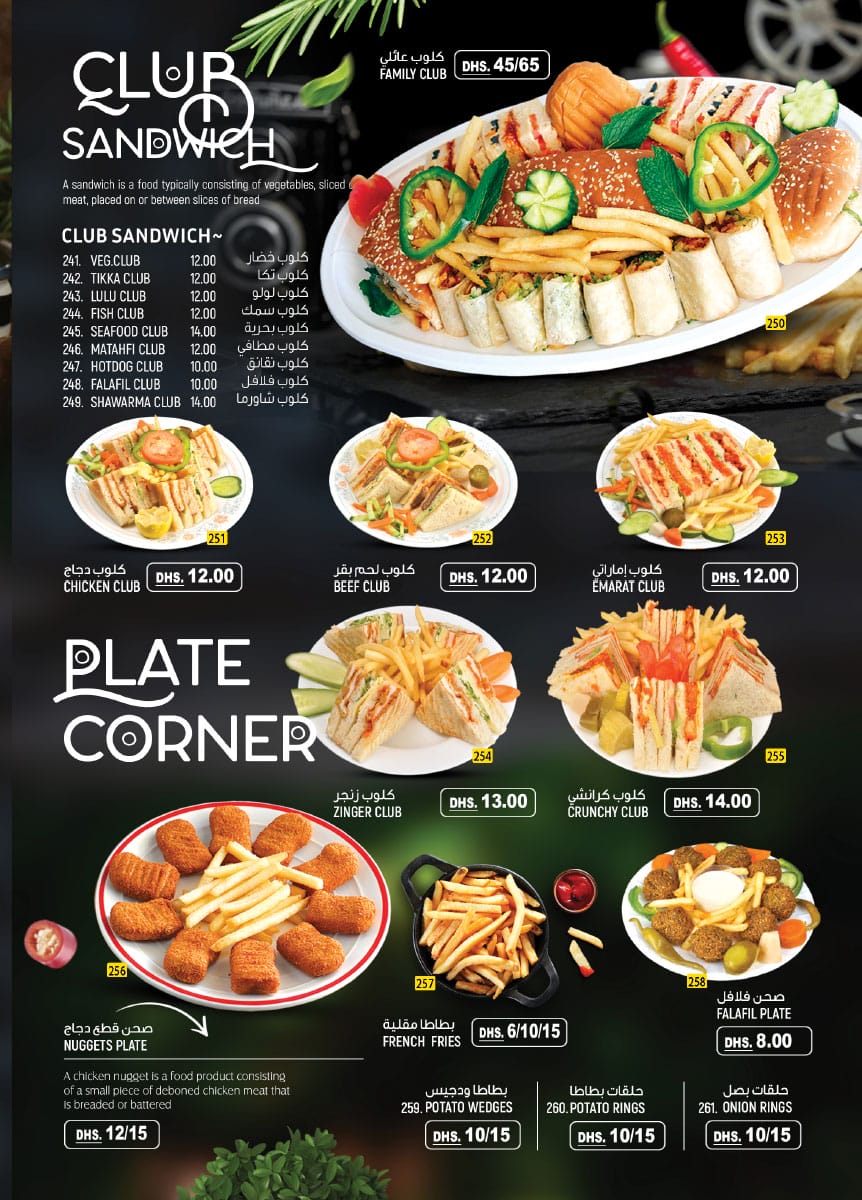 CLUB
SANDWICH
A sandwich is a food typically consisting of vegetables, sliced
meat, placed on or between slices of bread
CLUB SANDWICH~
241. VEG.CLUB 12.00 كلوب خضار
242. TIKKA CLUB 12.00 كلوب تكا
243. LULU CLUB 12.00 كلوب لولو
244. FISH CLUB 12.00 كلوب سمك
245. SEAFOOD CLUB 14.00 كلوب بحرية
246. MATAHFI CLUB 12.00 كلوب مطافي
247. HOTDOG CLUB 10.00 كلوب نقانق
248. FALAFIL CLUB 10.00 كلوب فلافل
249. SHAWARMA CLUB 14.00 كلوب شاورما
كلوب عائلي
FAMILY CLUB DHS. 45/65
250
251
كلوب دجاج
CHICKEN CLUB DHS. 12.00
252
كلوب لحم بقر
BEEF CLUB DHS. 12.00
253
كلوب إماراتي
EMARAT CLUB DHS. 12.00
PLATE
CORNER
254
كلوب زنجر
ZINGER CLUB DHS. 13.00
255
كلوب كرانشي
CRUNCHY CLUB DHS. 14.00
256
صحن قطع دجاج
NUGGETS PLATE
A chicken nugget is a food product consisting
of a small piece of deboned chicken meat that
is breaded or battered
DHS. 12/15
257
بطاطا مقلية
FRENCH FRIES DHS. 6/10/15
258
صحن فلافل
FALAFIL PLATE
DHS. 8.00
بطاطا ودجيس
259. POTATO WEDGES
DHS. 10/15
حلقات بطاطا
260. POTATO RINGS
DHS. 10/15
حلقات بصل
261. ONION RINGS
DHS. 10/15